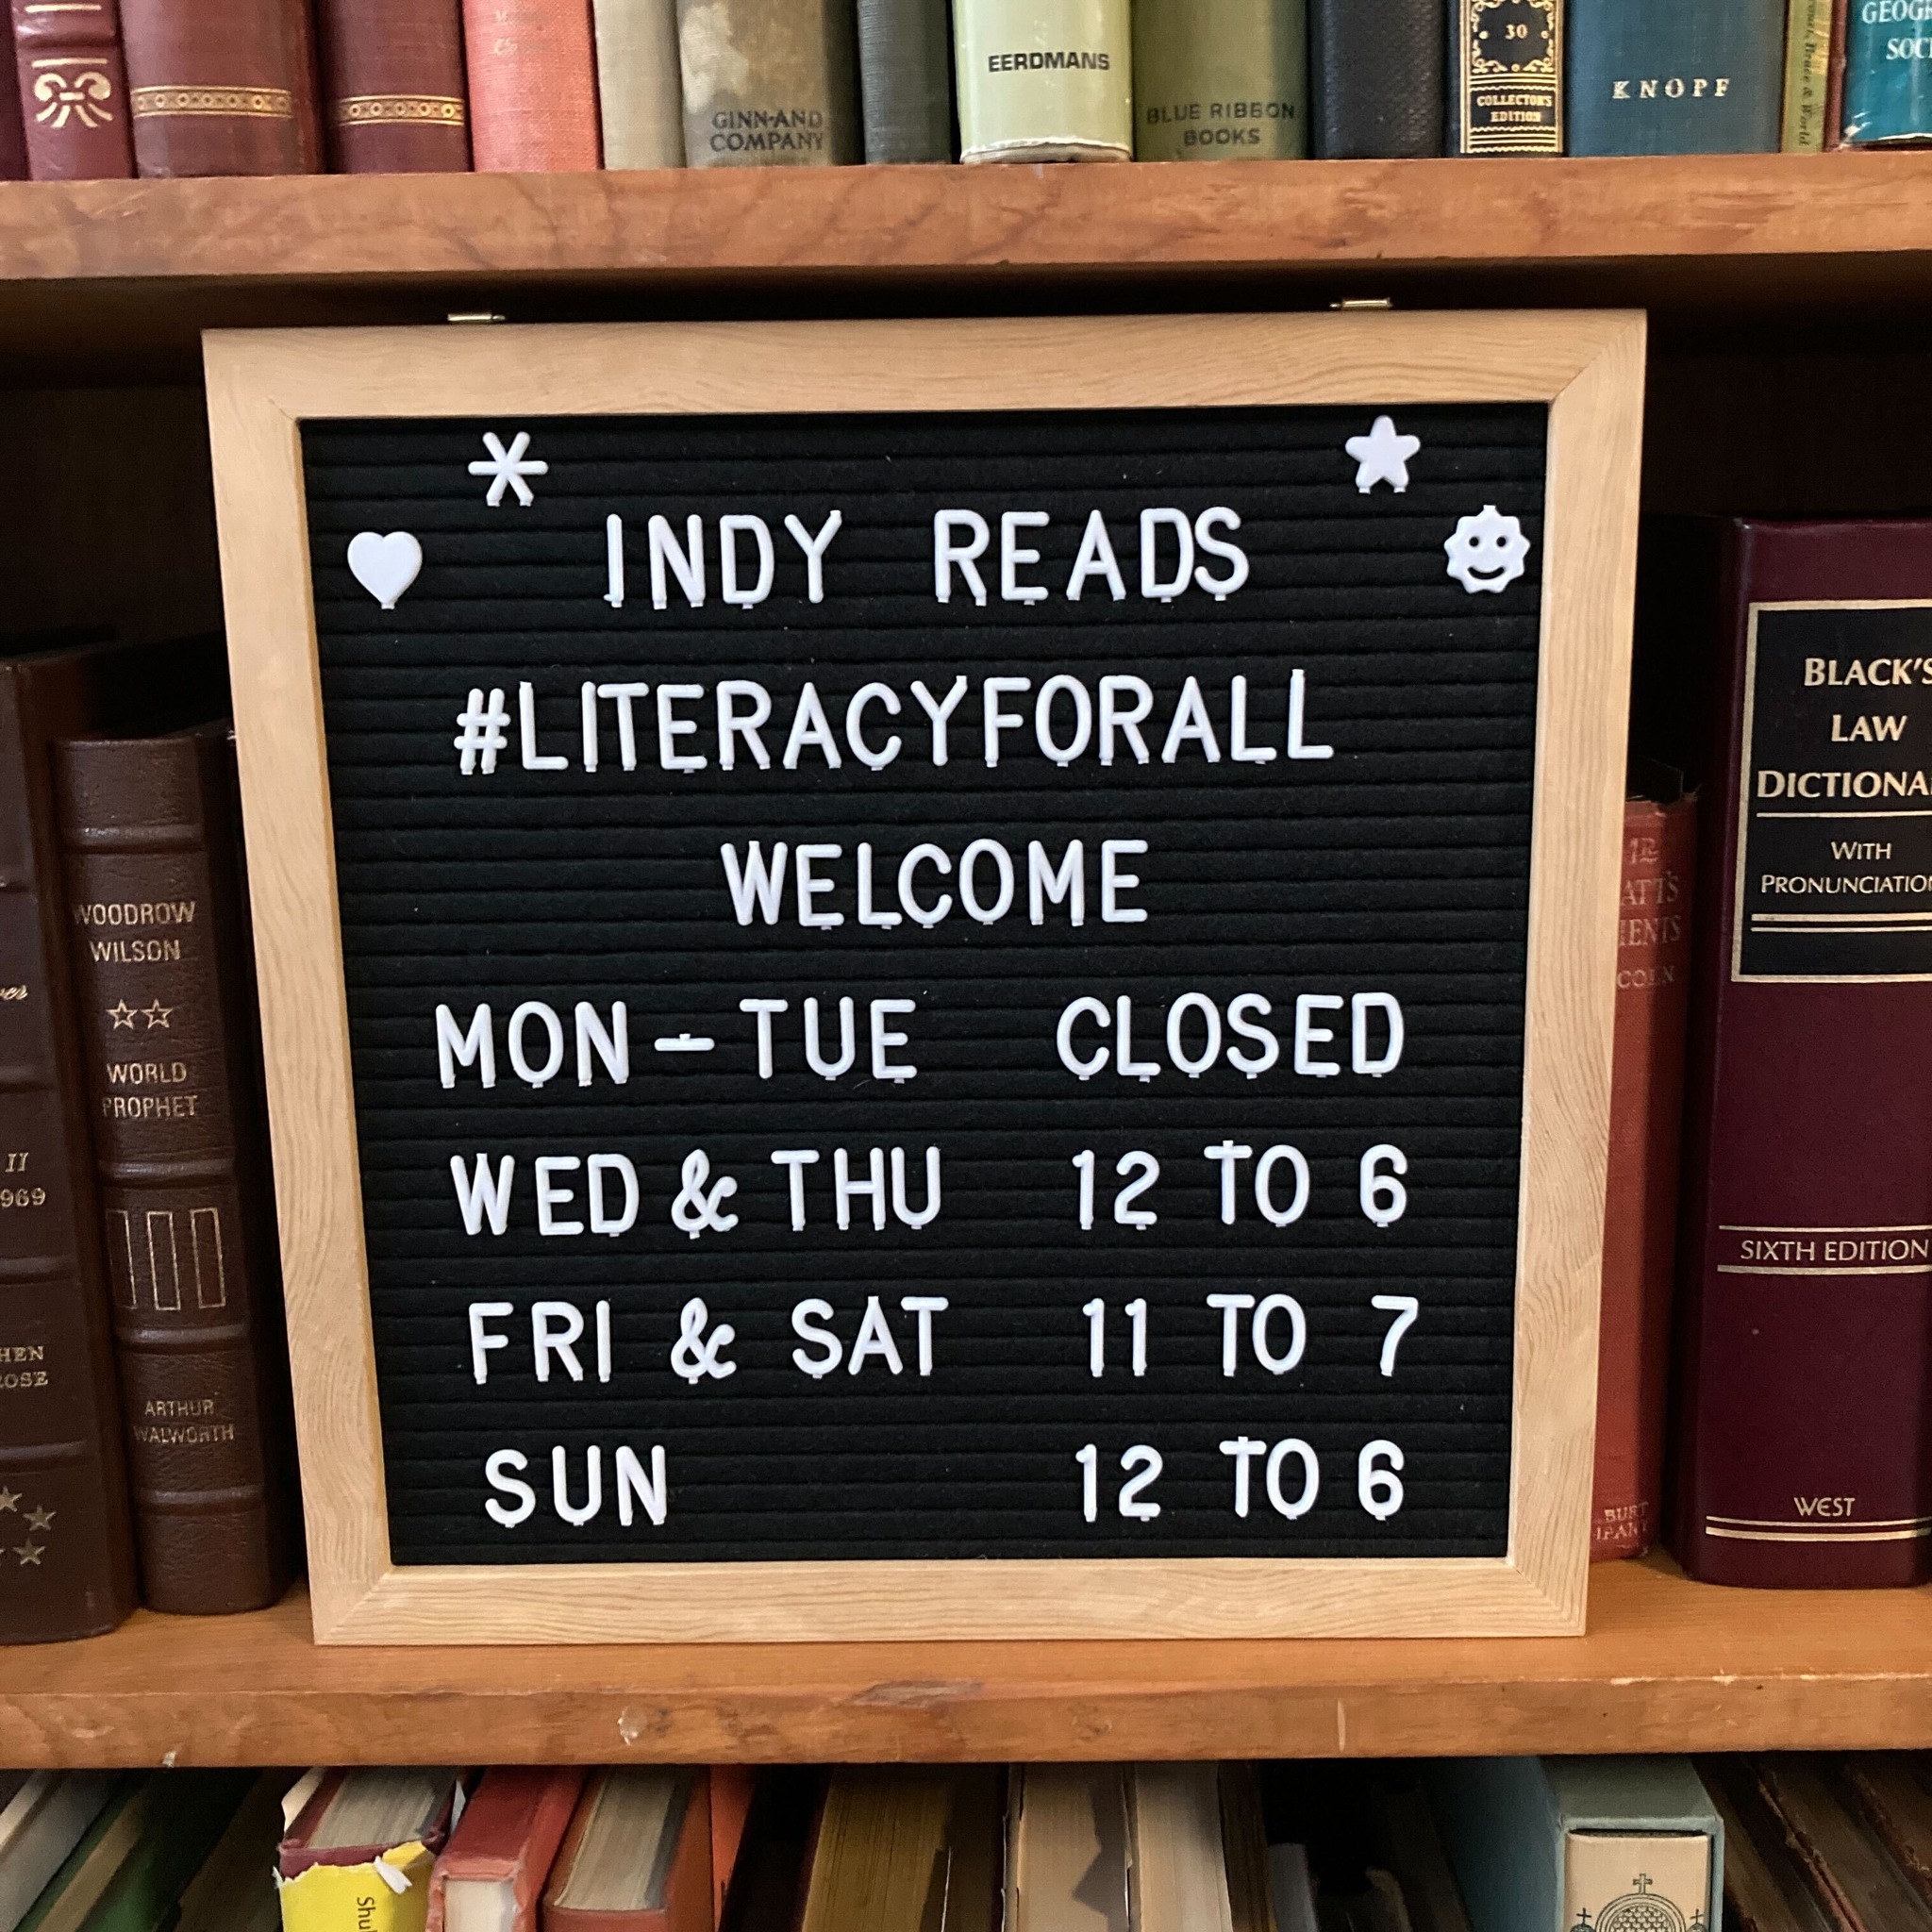 GINN AND
COMPANY
EERDMANS
BLUE RIBBON
BOOKS
30
COLLECTOR'S
EDITION
KNOPF
INDY READS
#LITERACYFORALL
WELCOME
MON-TUE CLOSED
WED & THU 12 TO 6
FRI & SAT 11 TO 7
SUN 12 TO 6
II
WOODROW
WILSON
WORLD
PROPHET
ARTHUR
WALWORTH
BLACK'S
LAW
WITH
SIXTH EDITION
WEST